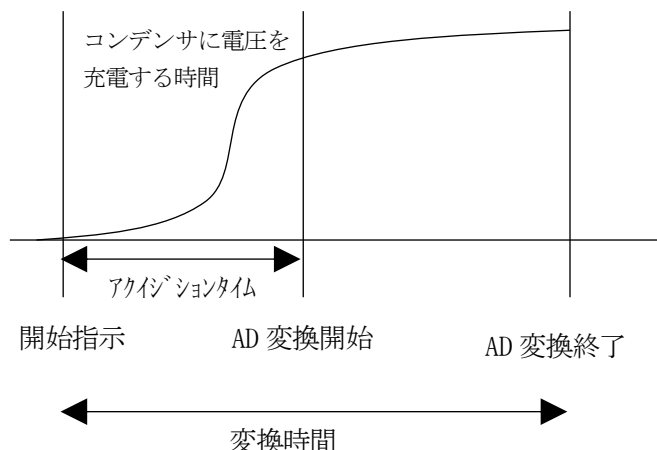 コンデンサに電圧を
充電する時間
ｱｸｲｼﾞｼｮﾝﾀｲﾑ
開始指示
AD 変換開始
AD 変換終了
変換時間